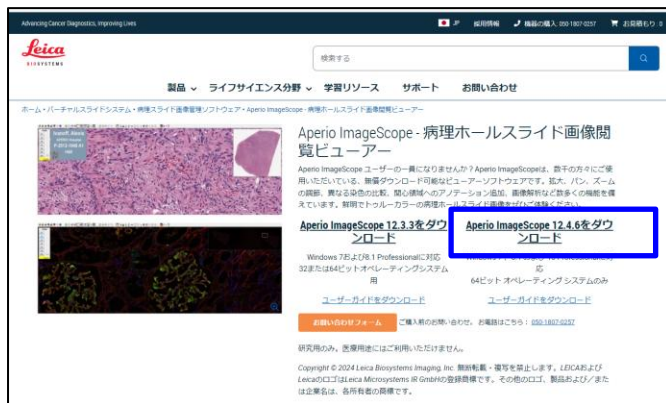 Advancing Cancer Diagnostics, Improving Lives
JP 採用情報 機器の購入 050-1807-0257 お見積もり: 0
Leica
BIOSYSTEMS
検索する
製品 ライフサイエンス分野 学習リソース サポート お問い合わせ
ホーム › バーチャルスライドシステム › 病理スライド画像管理ソフトウェア › Aperio ImageScope - 病理ホールスライド画像閲覧ビューアー
Aperio ImageScope - 病理ホールスライド画像閲
覧ビューアー
Aperio ImageScope ユーザーの一員になりませんか？Aperio ImageScopeは、数千の方々にご使
用いただいている、無償ダウンロード可能なビューアーソフトウェアです。拡大、パン、ズーム
の調節、異なる染色の比較、関心領域へのアノテーション追加、画像解析など数多くの機能を備
えています。鮮明でトゥルーカラーの病理ホールスライド画像をぜひご体験ください。
Aperio ImageScope 12.3.3をダウ
ンロード
Windows 7および8.1 Professionalに対応
32または64ビットオペレーティングシステム
用
ユーザーガイドをダウンロード
Aperio ImageScope 12.4.6をダウ
ンロード
応
64ビット オペレーティング システムのみ
ユーザーガイドをダウンロード
お問い合わせフォーム
ご購入前のお問い合わせ、お電話はこちら： 050-1807-0257
研究用のみ。医療用途にはご利用いただけません。
Copyright © 2024 Leica Biosystems Imaging, Inc. 無断転載・複写を禁止します。LEICAおよび
LeicaのロゴはLeica Microsystems IR GmbHの登録商標です。その他のロゴ、製品および/また
は企業名は、各所有者の商標です。